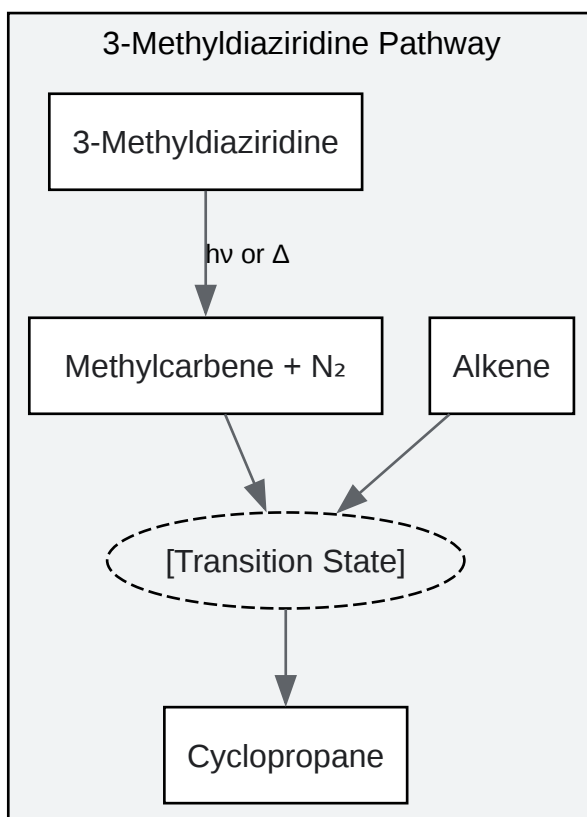 3-Methyldiaziridine Pathway
3-Methyldiaziridine
hν or Δ
Methylcarbene + N₂
Alkene
[Transition State]
Cyclopropane